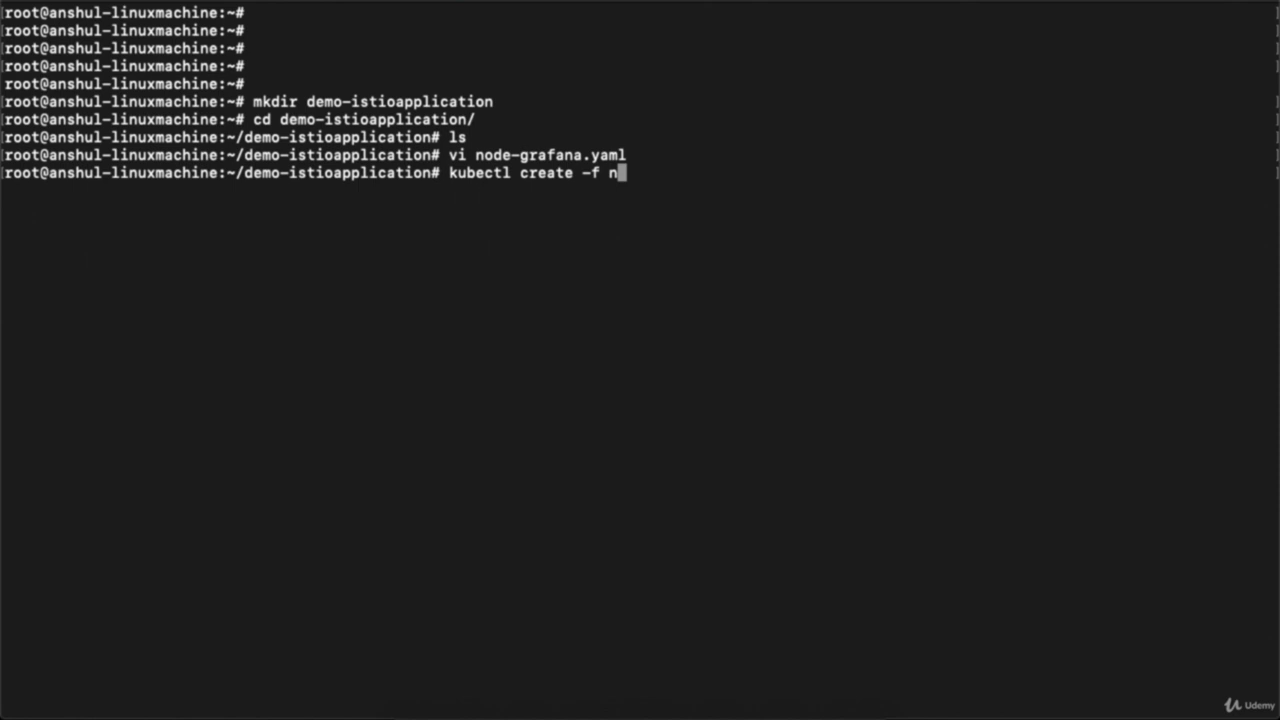 root@anshul-linuxmachine:~#
root@anshul-linuxmachine:~#
root@anshul-linuxmachine:~#
root@anshul-linuxmachine:~#
root@anshul-linuxmachine:~#
root@anshul-linuxmachine:~# mkdir demo-istioapplication
root@anshul-linuxmachine:~# cd demo-istioapplication/
root@anshul-linuxmachine:~/demo-istioapplication# ls
root@anshul-linuxmachine:~/demo-istioapplication# vi node-grafana.yaml
root@anshul-linuxmachine:~/demo-istioapplication# kubectl create -f n
Udemy